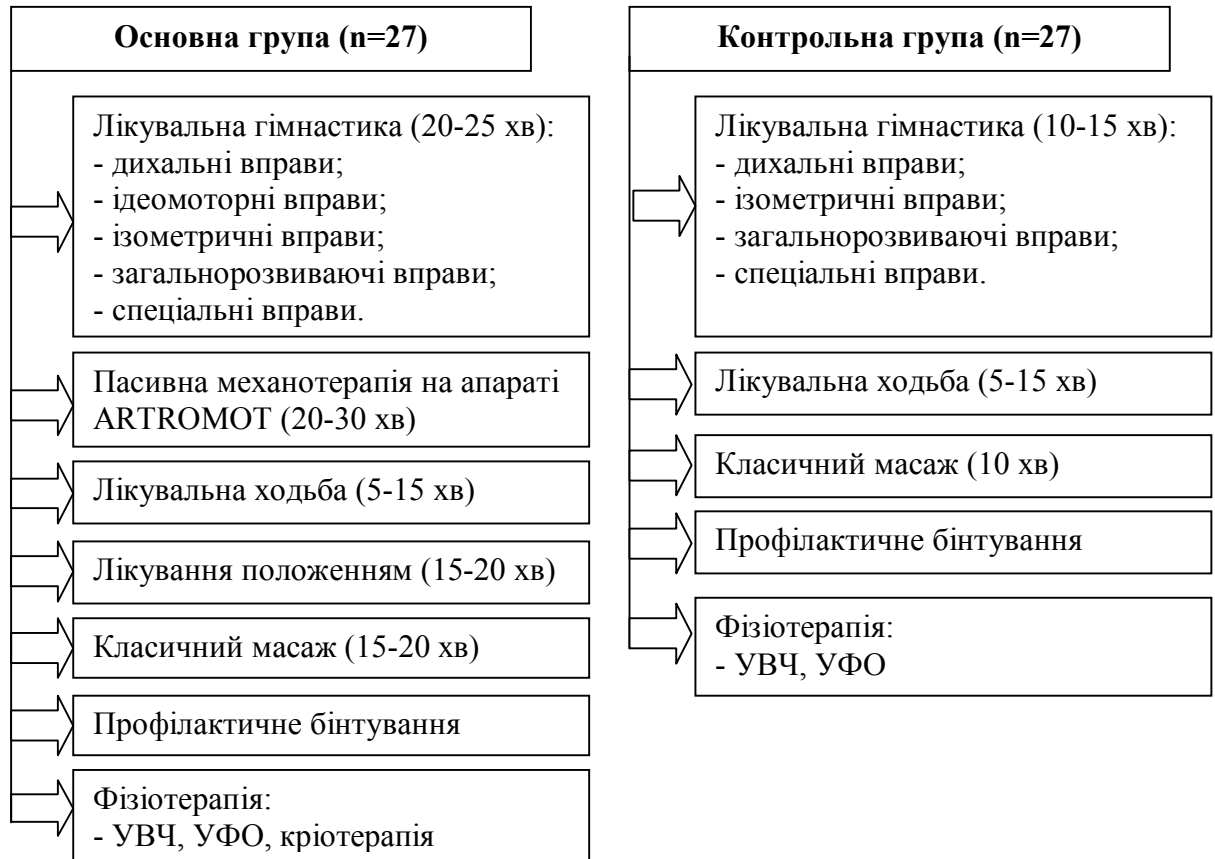 Основна група (n=27)
Лікувальна гімнастика (20-25 хв):
- дихальні вправи;
- ідеомоторні вправи;
- ізометричні вправи;
- загальнорозвиваючі вправи;
- спеціальні вправи.
Пасивна механотерапія на апараті
ARTROMOT (20-30 хв)
Лікувальна ходьба (5-15 хв)
Лікування положенням (15-20 хв)
Класичний масаж (15-20 хв)
Профілактичне бінтування
Фізіотерапія:
- УВЧ, УФО, кріотерапія
Контрольна група (n=27)
Лікувальна гімнастика (10-15 хв):
- дихальні вправи;
- ізометричні вправи;
- загальнорозвиваючі вправи;
- спеціальні вправи.
Лікувальна ходьба (5-15 хв)
Класичний масаж (10 хв)
Профілактичне бінтування
Фізіотерапія:
- УВЧ, УФО